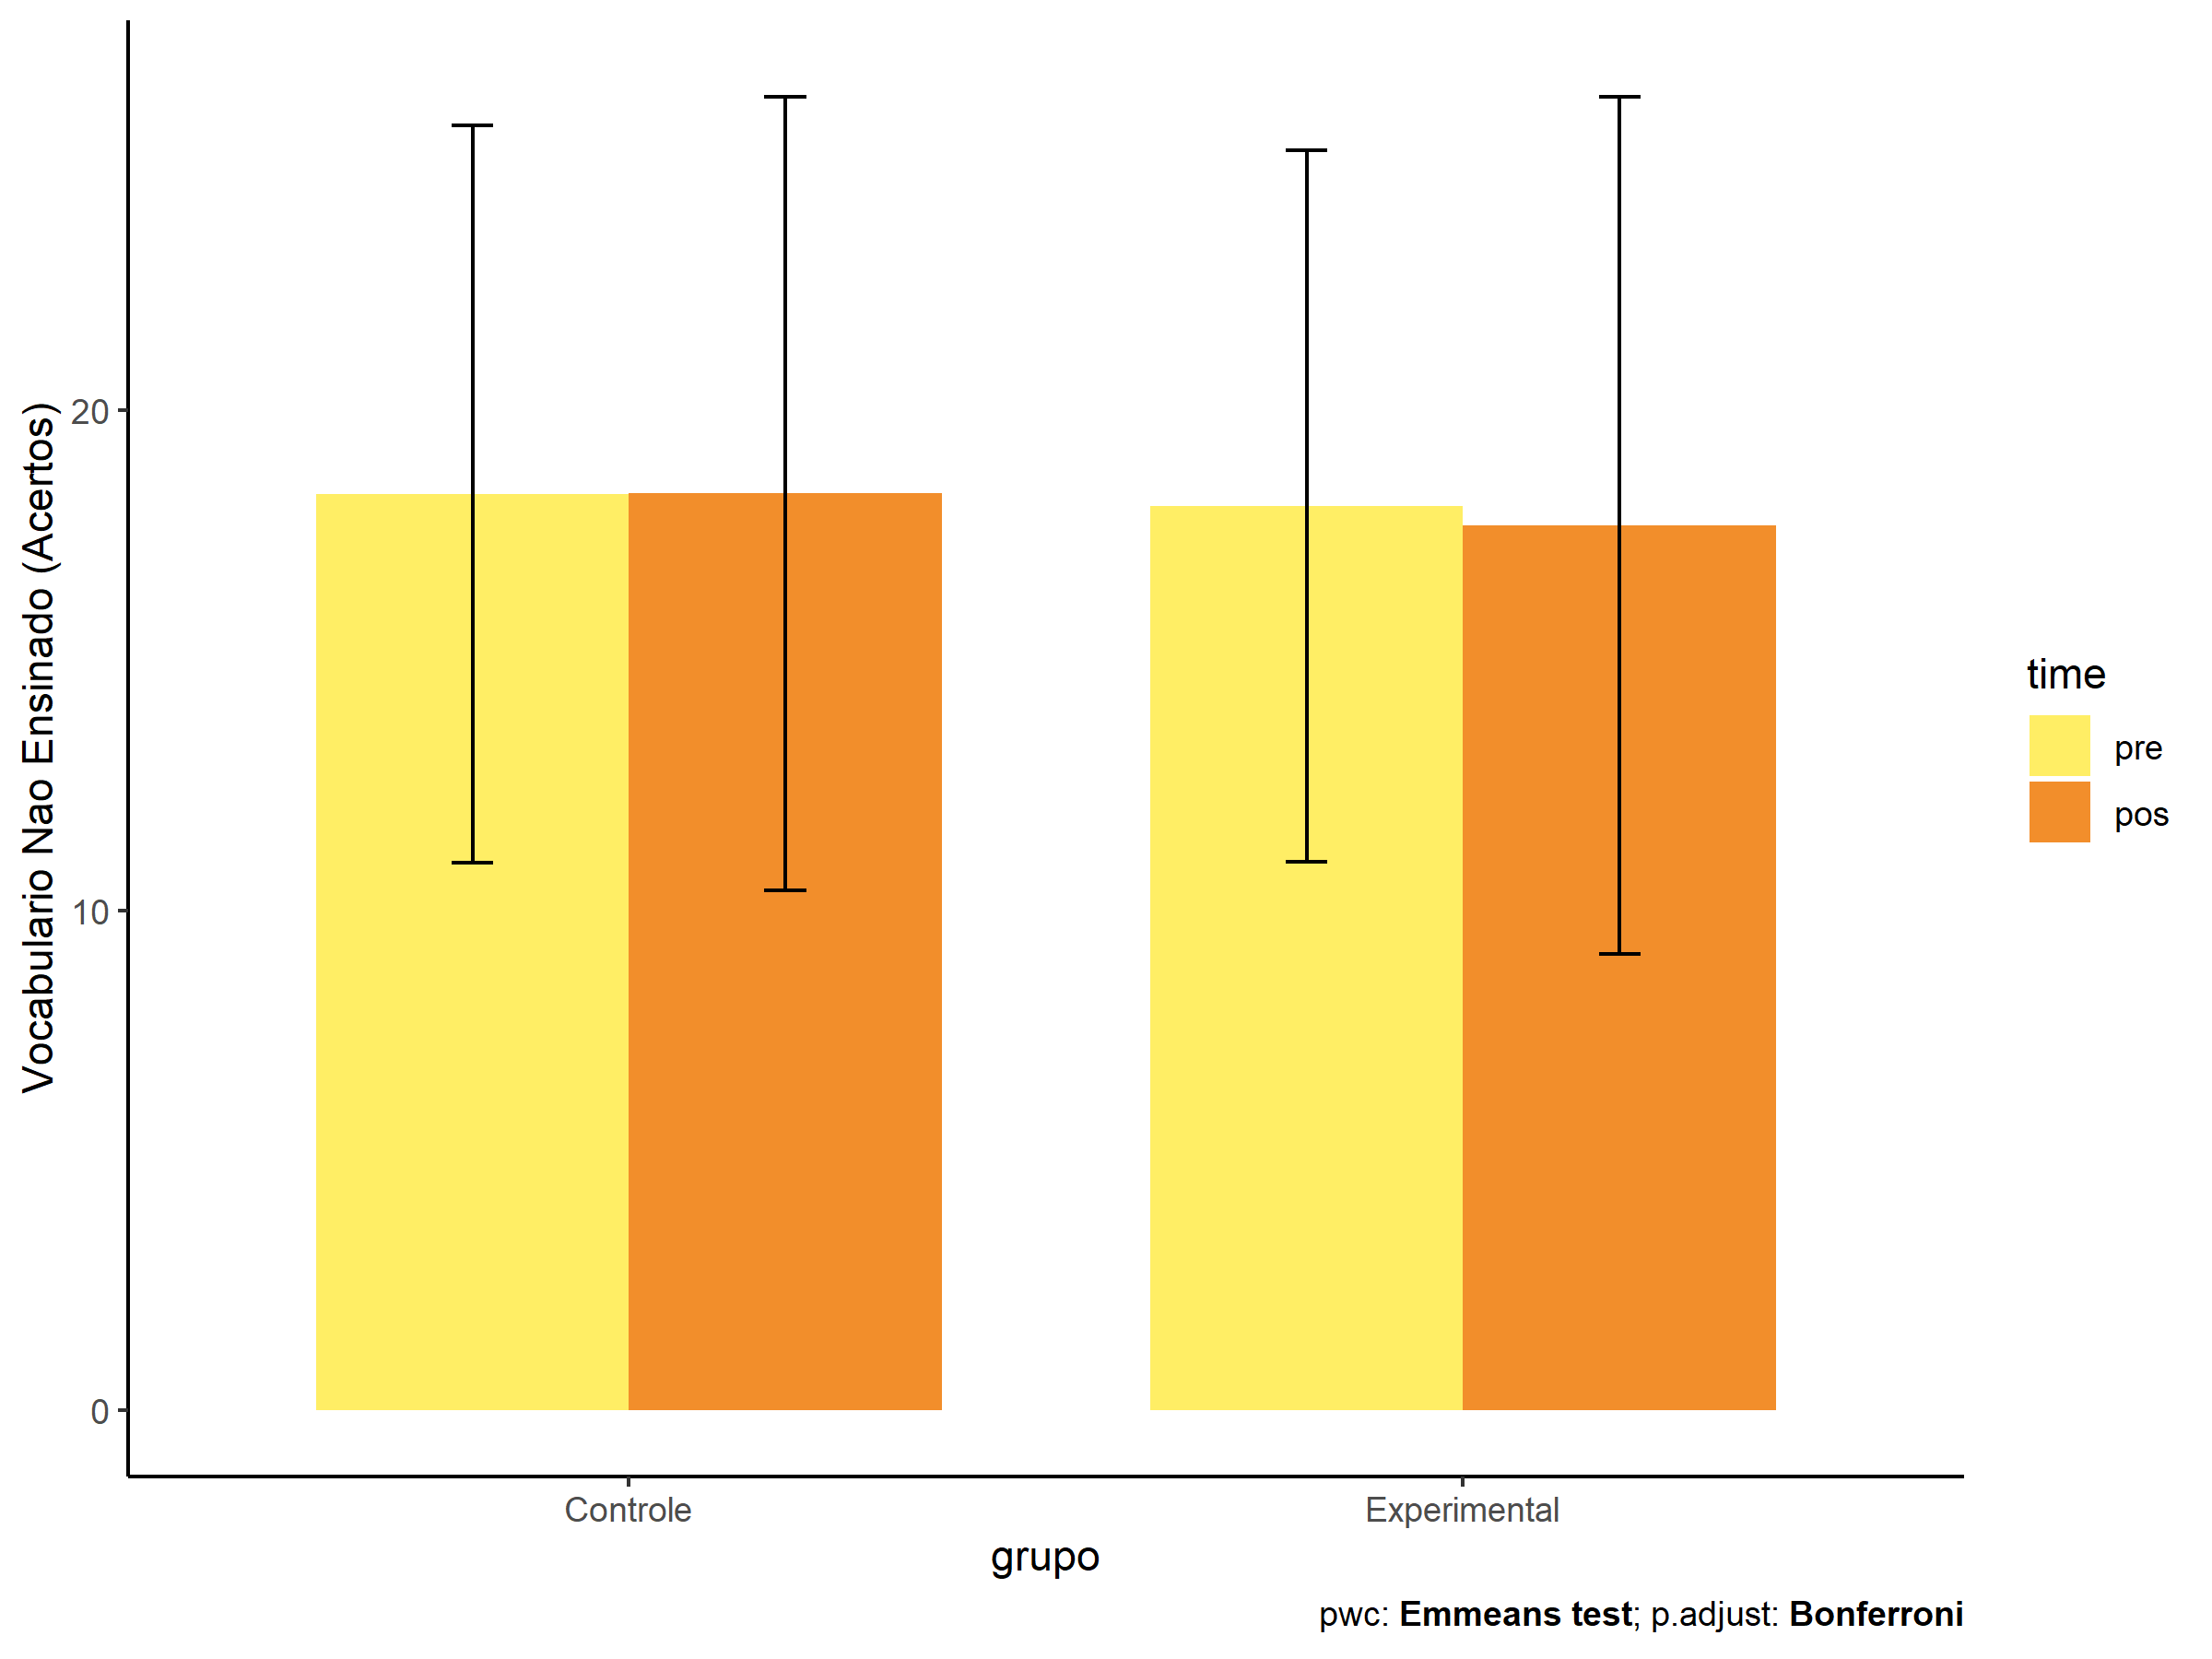 Vocabulario Nao Ensinado (Acertos)
20
10
0
Controle
Experimental
grupo
time
pre
pos
pwc: Emmeans test; p.adjust: Bonferroni